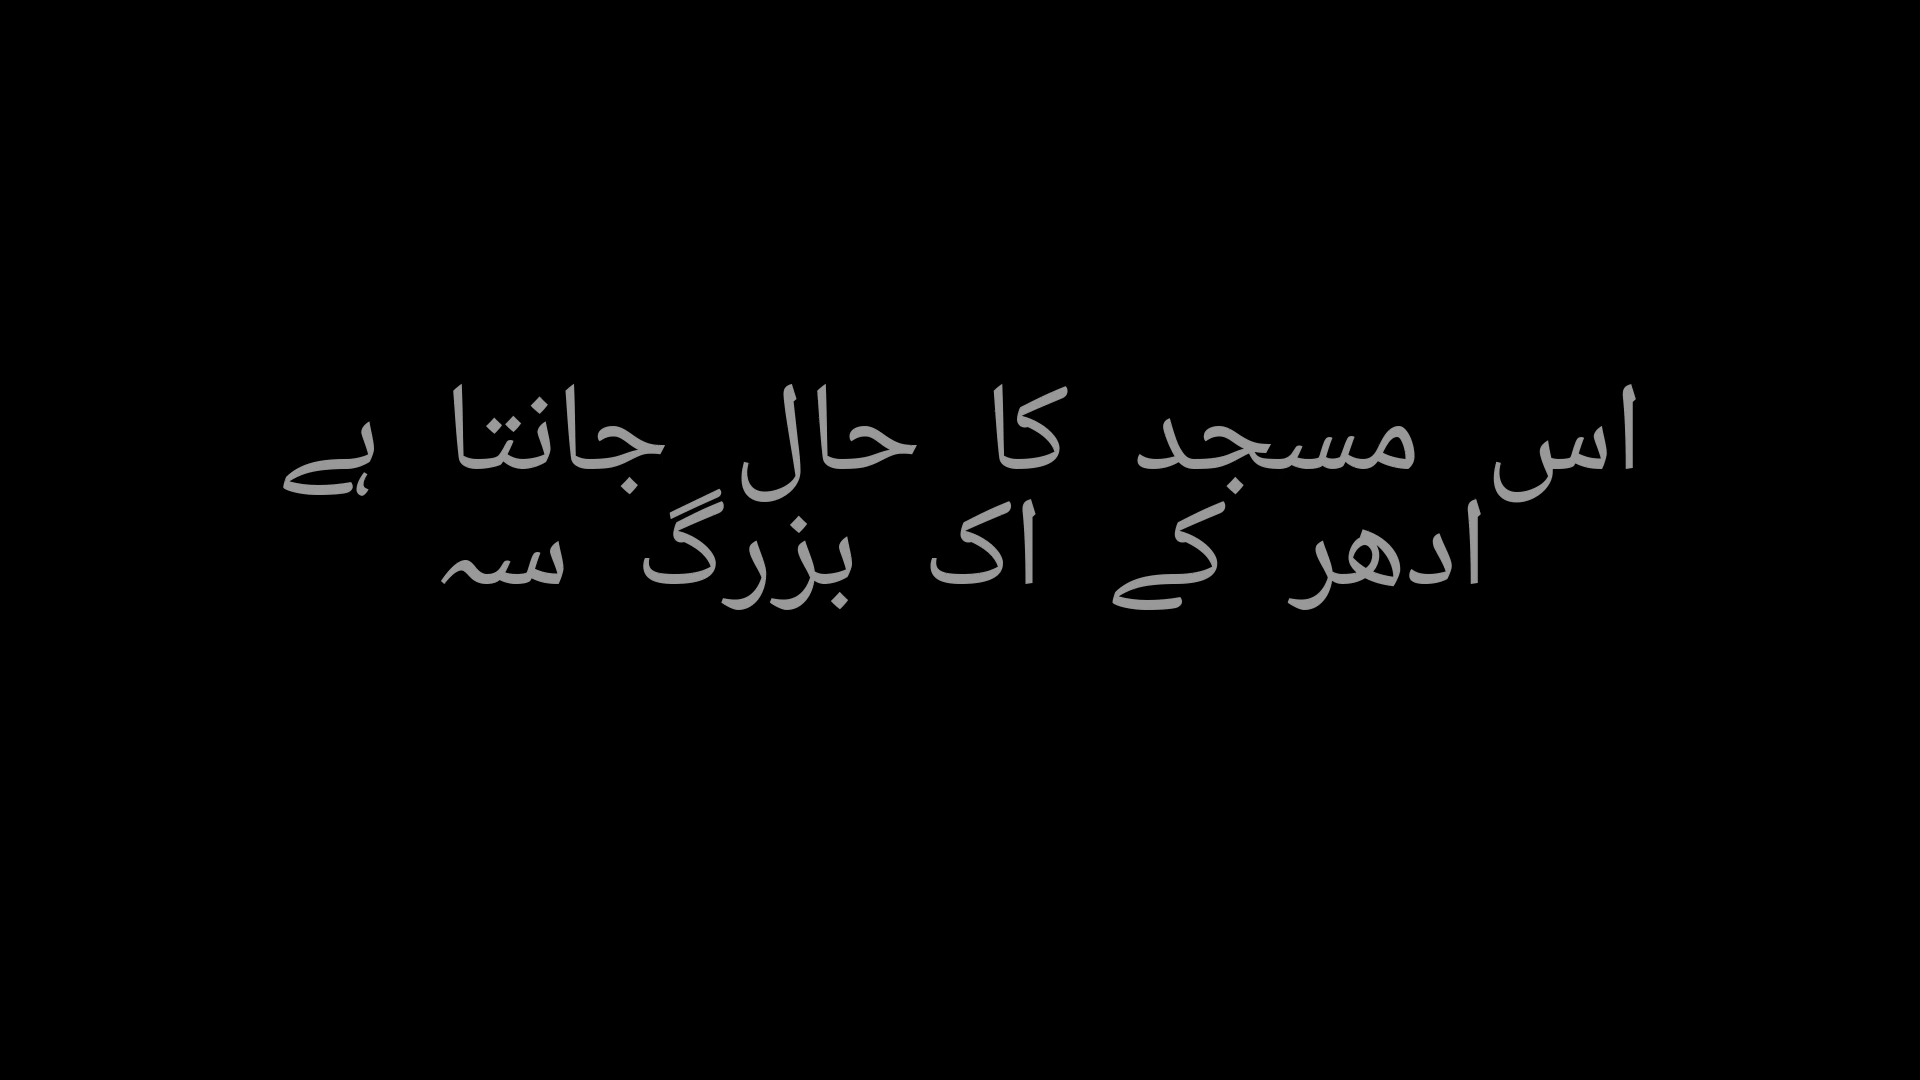 اس مسجد کا حال جانتا ہے
ادھر کے اک بزرگ سہ